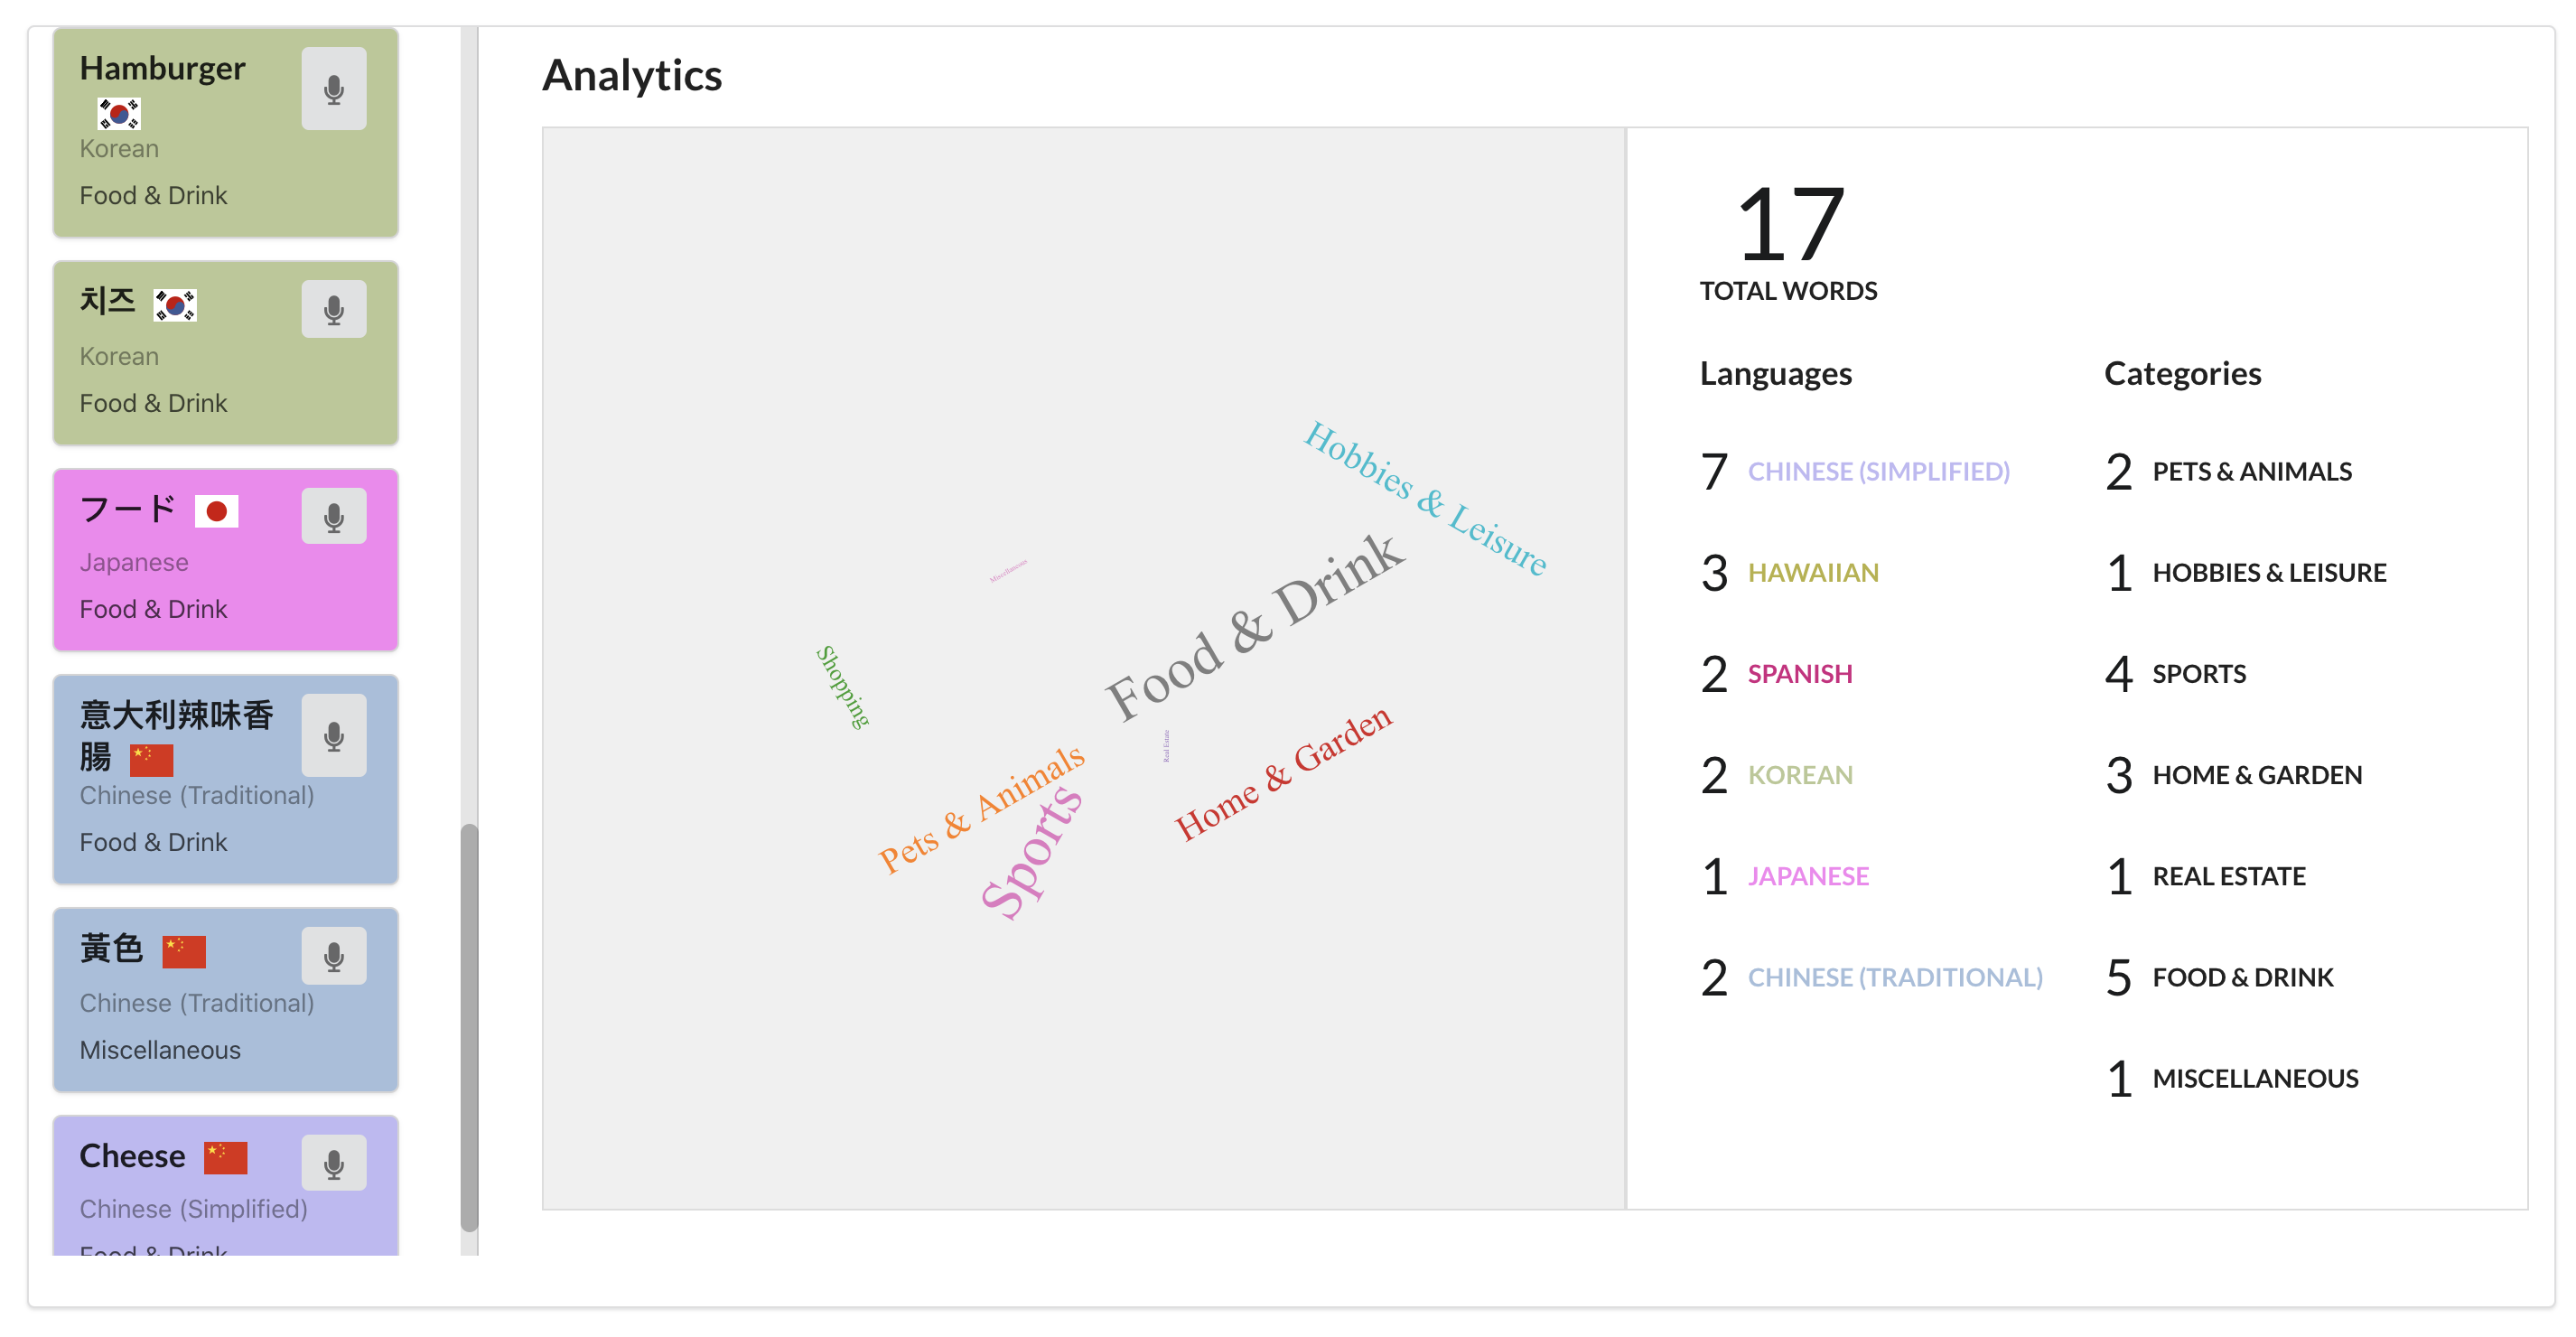 Hamburger
Korean
Food & Drink
치즈
Korean
Food & Drink
フード
Japanese
Food & Drink
意大利辣味香
腸
Chinese (Traditional)
Food & Drink
黃色
Chinese (Traditional)
Miscellaneous
Cheese
Chinese (Simplified)
Food & Drink
Analytics
Hobbies & Leisure
Food & Drink
Miscellaneous
Shopping
Real Estate
Home & Garden
Pets & Animals
Sports
17
TOTAL WORDS
Languages
7 CHINESE (SIMPLIFIED)
3 HAWAIIAN
2 SPANISH
2 KOREAN
1 JAPANESE
2 CHINESE (TRADITIONAL)
Categories
2 PETS & ANIMALS
1 HOBBIES & LEISURE
4 SPORTS
3 HOME & GARDEN
1 REAL ESTATE
5 FOOD & DRINK
1 MISCELLANEOUS